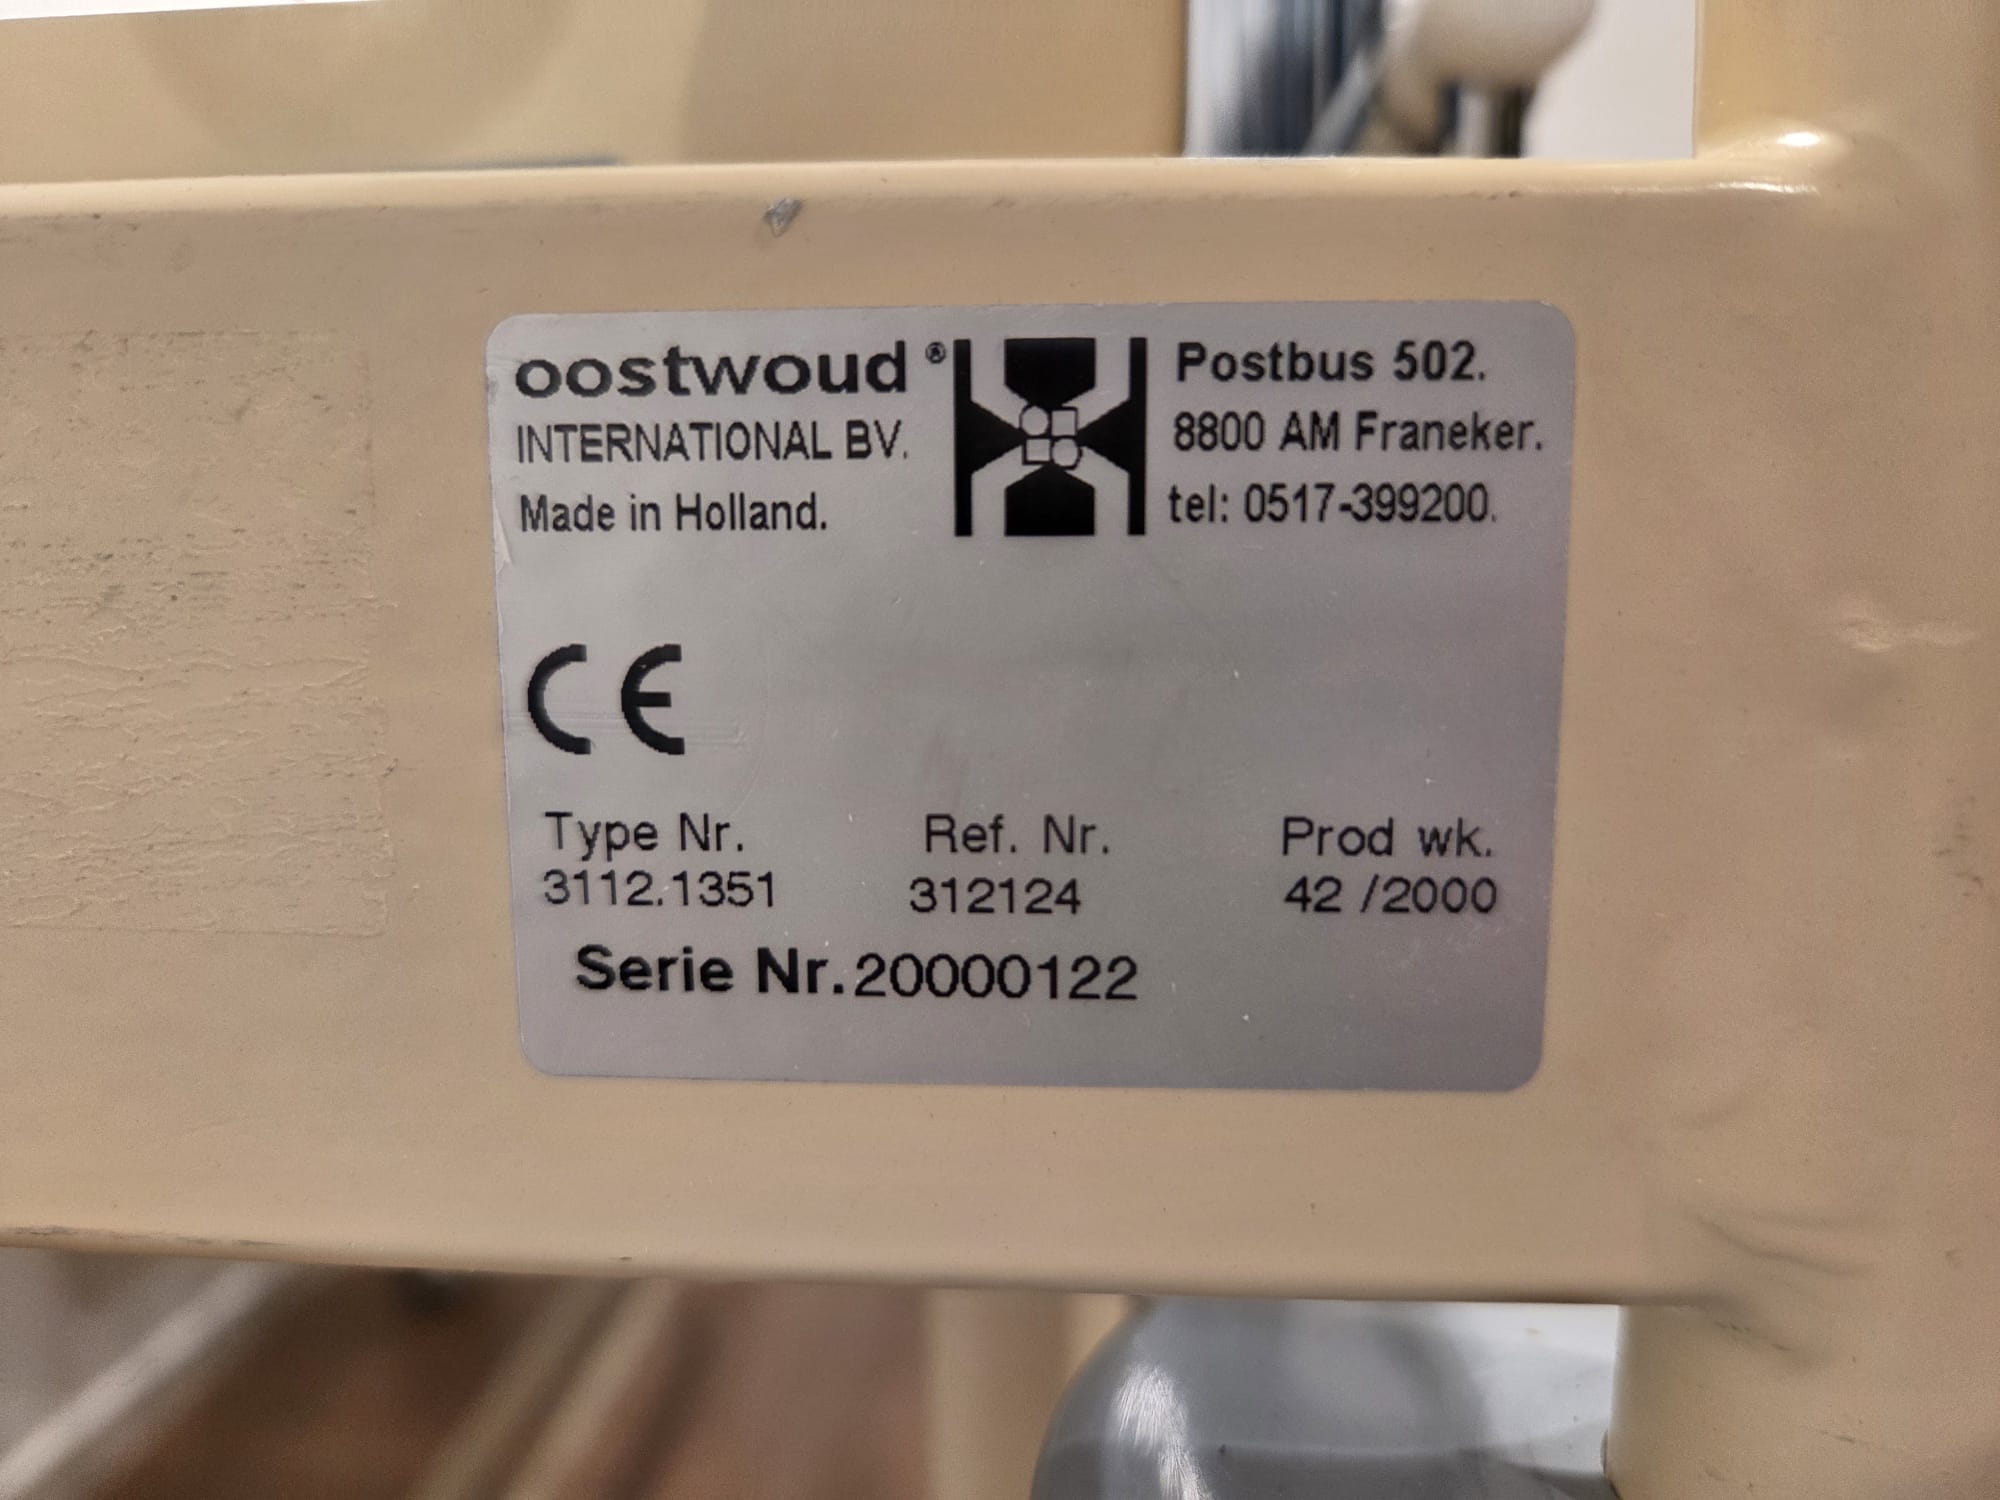 oostwoud ®
INTERNATIONAL BV.
Made in Holland.
Postbus 502.
8800 AM Franeker.
tel: 0517-399200.
CE
Type Nr. Ref. Nr. Prod wk.
3112.1351 312124 42 /2000
Serie Nr.20000122